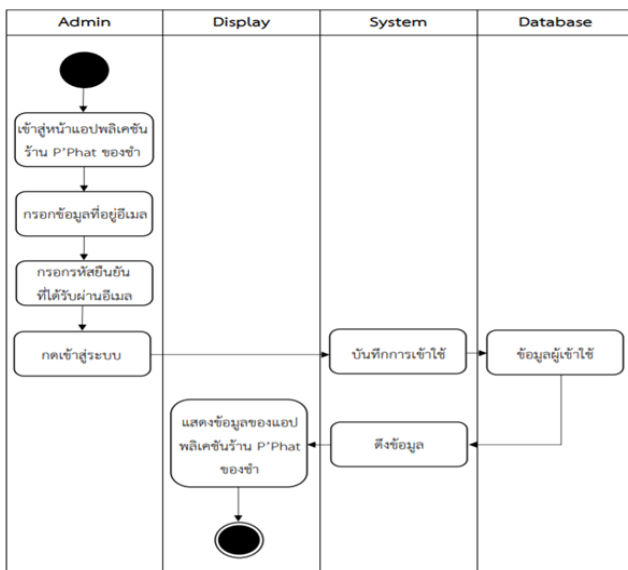 Admin
Display
System
Database
เข้าสู่หน้าแอปพลิเคชัน
ร้าน P'Phat ของชำ
กรอกข้อมูลที่อยู่อีเมล
กรอกรหัสยืนยัน
ที่ได้รับผ่านอีเมล
กดเข้าสู่ระบบ
บันทึกการเข้าใช้
ข้อมูลผู้เข้าใช้
ดึงข้อมูล
แสดงข้อมูลของแอป
พลิเคชันร้าน P'Phat
ของชำ